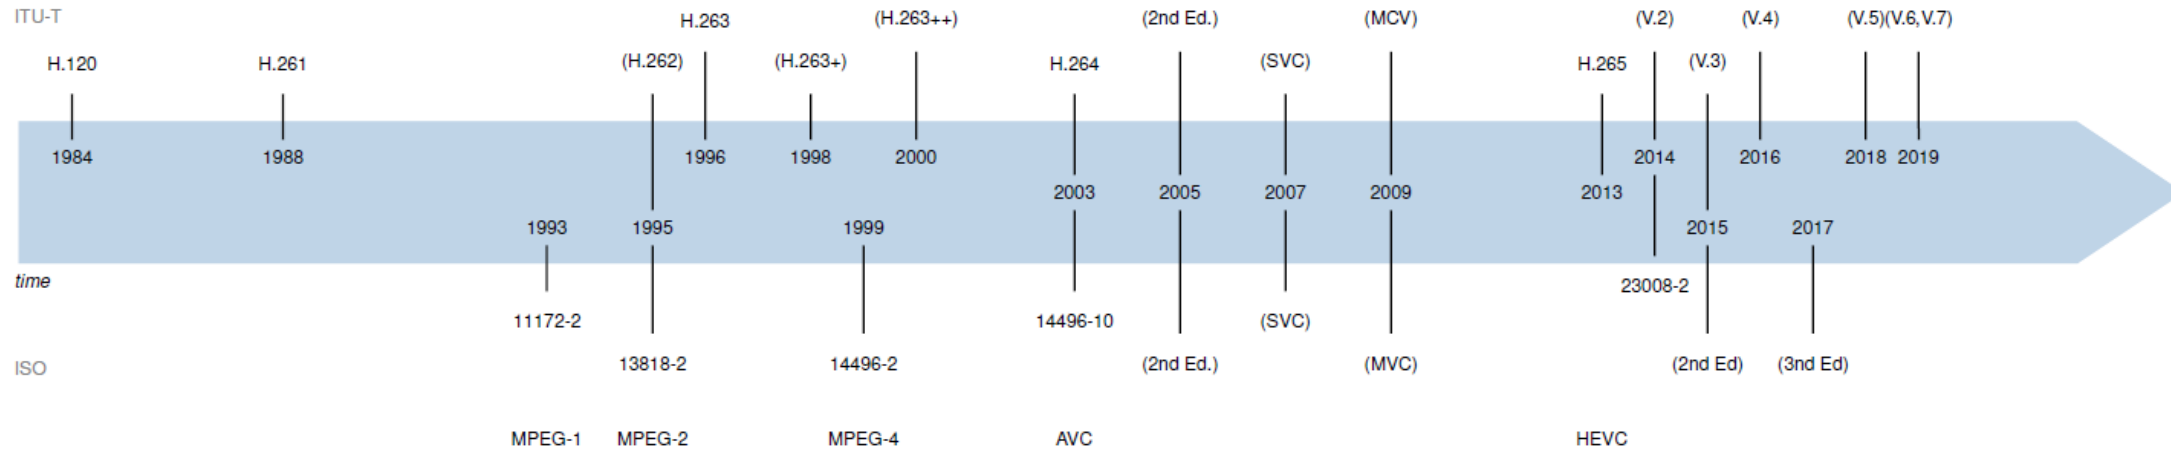 ITU-T H.263 (H.263++) (2nd Ed.) (MCV) (V.2) (V.4) (V.5)(V.6,V.7)
H.120 H.261 (H.262) (H.263+) H.264 (SVC) H.265 (V.3)
1984 1988 1996 1998 2000 2014 2016 2018 2019
2003 2005 2007 2009 2013
1993 1995 1999 2015 2017
time 23008-2
11172-2 14496-10 (SVC)
ISO 13818-2 14496-2 (2nd Ed.) (MVC) (2nd Ed) (3nd Ed)
MPEG-1 MPEG-2 MPEG-4 AVC HEVC